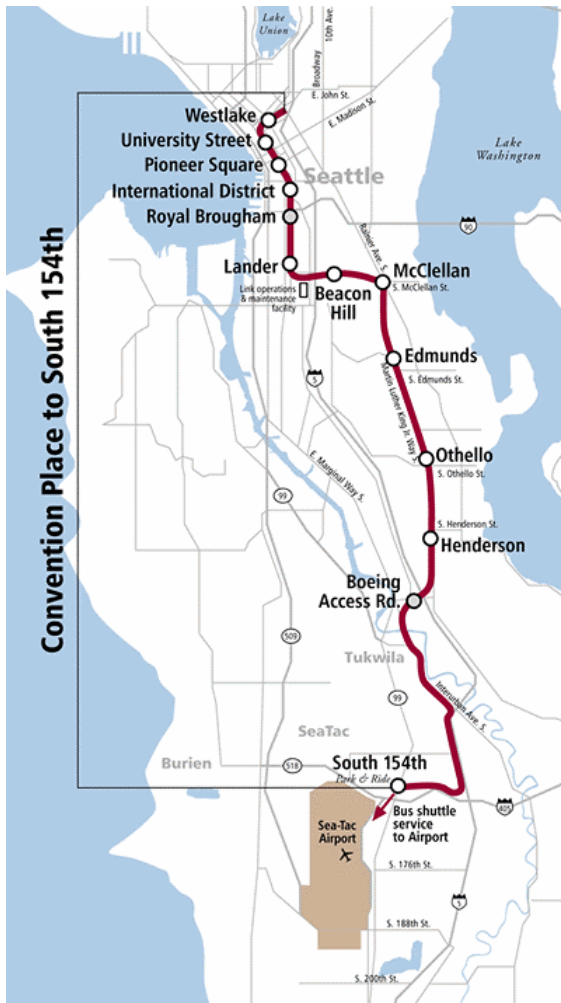 Lake
Union
10th Ave.
Broadway
E. John St.
E. Madison St.
Westlake
University Street
Pioneer Square
International District
Royal Brougham
Seattle
Lake
Washington
90
Rainier Ave. S.
Lander
McClellan
S. McClellan St.
Beacon
Hill
Link operations
& maintenance
facility
Edmunds
S. Edmunds St.
5
Martin Luther King Jr. Way S.
Othello
S. Othello St.
E. Marginal Way S.
99
S. Henderson St.
Henderson
Boeing
Access Rd.
509
Tukwila
99
Interurban Ave. S.
SeaTac
Burien
518
South 154th
Park & Ride
405
Bus shuttle
service
to Airport
Sea-Tac
Airport
S. 176th St.
5
S. 188th St.
S. 200th St.
Convention Place to South 154th